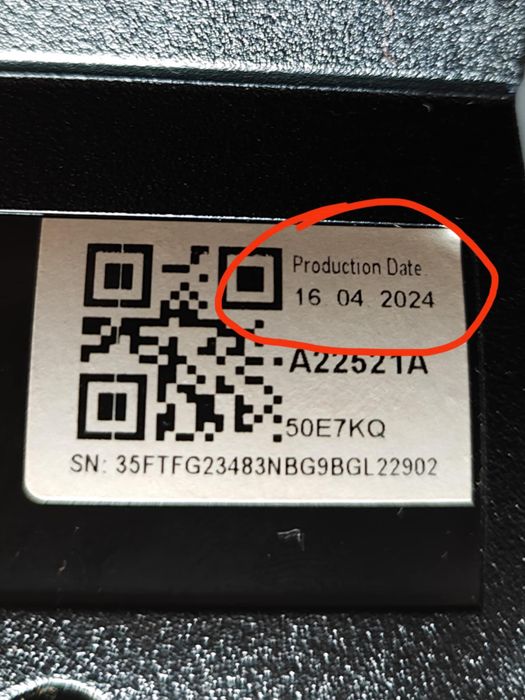 Production Date
16 04 2024
A22521A
50E7KQ
SN: 35FTFG23483NBG9BGL22902